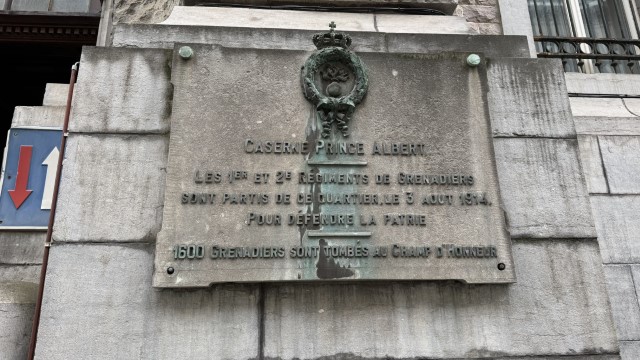 CASERNE PRINCE ALBERT
LES 1ER ET 2E RÉGIMENTS DE GRENADIERS
SONT PARTIS DE CE QUARTIER, LE 3 AOUT 1914,
POUR DÉFENDRE LA PATRIE
1600 GRENADIERS SONT TOMBÉS AU CHAMP D'HONNEUR